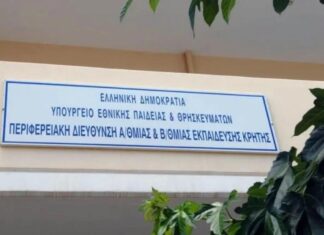 ΕΛΛΗΝΙΚΗ ΔΗΜΟΚΡΑΤΙΑ
ΥΠΟΥΡΓΕΙΟ ΕΘΝΙΚΗΣ ΠΑΙΔΕΙΑΣ & ΘΡΗΣΚΕΥΜΑΤΩΝ
ΠΕΡΙΦΕΡΕΙΑΚΗ ΔΙΕΥΘΥΝΣΗ Α/ΘΜΙΑΣ & Β/ΘΜΙΑΣ ΕΚΠΑΙΔΕΥΣΗΣ ΚΡΗΤΗΣ